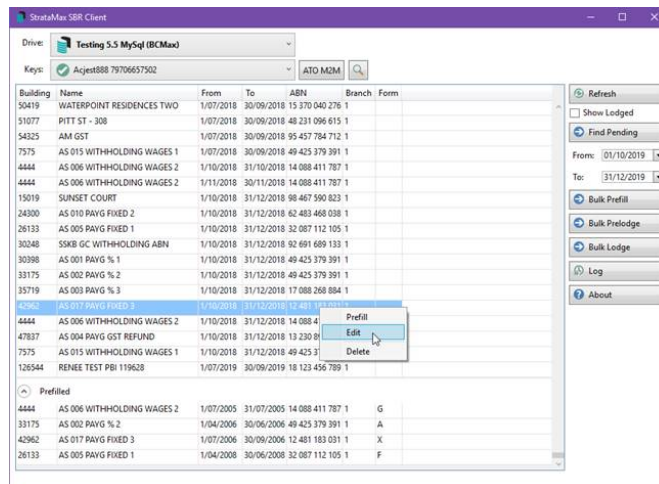 StrataMax SBR Client
Drive: Testing 5.5 MySql (BCMax)
Keys: Acjest888 79706657502 ATO M2M
Building Name From To ABN Branch Form
50419 WATERPOINT RESIDENCES TWO 1/07/2018 30/09/2018 15 370 040 276 1
51077 PITT ST - 308 1/07/2018 30/09/2018 48 231 096 615 1
54325 AM GST 1/07/2018 30/09/2018 95 457 784 712 1
7575 AS 015 WITHHOLDING WAGES 1 1/07/2018 30/09/2018 49 425 379 391 1
4444 AS 006 WITHHOLDING WAGES 2 1/10/2018 31/10/2018 14 088 411 787 1
4444 AS 006 WITHHOLDING WAGES 2 1/11/2018 30/11/2018 14 088 411 787 1
15019 SUNSET COURT 1/10/2018 31/12/2018 98 467 590 823 1
24300 AS 010 PAYG FIXED 2 1/10/2018 31/12/2018 62 483 468 038 1
26133 AS 005 PAYG FIXED 1 1/10/2018 31/12/2018 32 087 112 105 1
30248 SSKB GC WITHHOLDING ABN 1/10/2018 31/12/2018 92 691 689 133 1
30398 AS 001 PAYG % 1 1/10/2018 31/12/2018 49 425 379 391 1
33175 AS 002 PAYG % 2 1/10/2018 31/12/2018 49 425 379 391 1
35719 AS 003 PAYG % 3 1/10/2018 31/12/2018 17 088 268 884 1
42962 AS 017 PAYG FIXED 3 1/10/2018 31/12/2018 12 481 183 031 1
4444 AS 006 WITHHOLDING WAGES 2 1/10/2018 31/12/2018 14 088 4
47837 AS 004 PAYG GST REFUND 1/10/2018 31/12/2018 13 230 8
7575 AS 015 WITHHOLDING WAGES 1 1/10/2018 31/12/2018 49 425 3
126544 RENEE TEST PBI 119628 1/07/2019 30/09/2019 18 123 456 789 1
Prefill
Edit
Delete
Prefilled
4444 AS 006 WITHHOLDING WAGES 2 1/07/2005 31/07/2005 14 088 411 787 1 G
33175 AS 002 PAYG % 2 1/04/2006 30/06/2006 49 425 379 391 1 A
42962 AS 017 PAYG FIXED 3 1/07/2006 30/09/2006 12 481 183 031 1 X
26133 AS 005 PAYG FIXED 1 1/04/2008 30/06/2008 32 087 112 105 1 F
Refresh
Show Lodged
Find Pending
From: 01/10/2019
To: 31/12/2019
Bulk Prefill
Bulk Prelodge
Bulk Lodge
Log
About